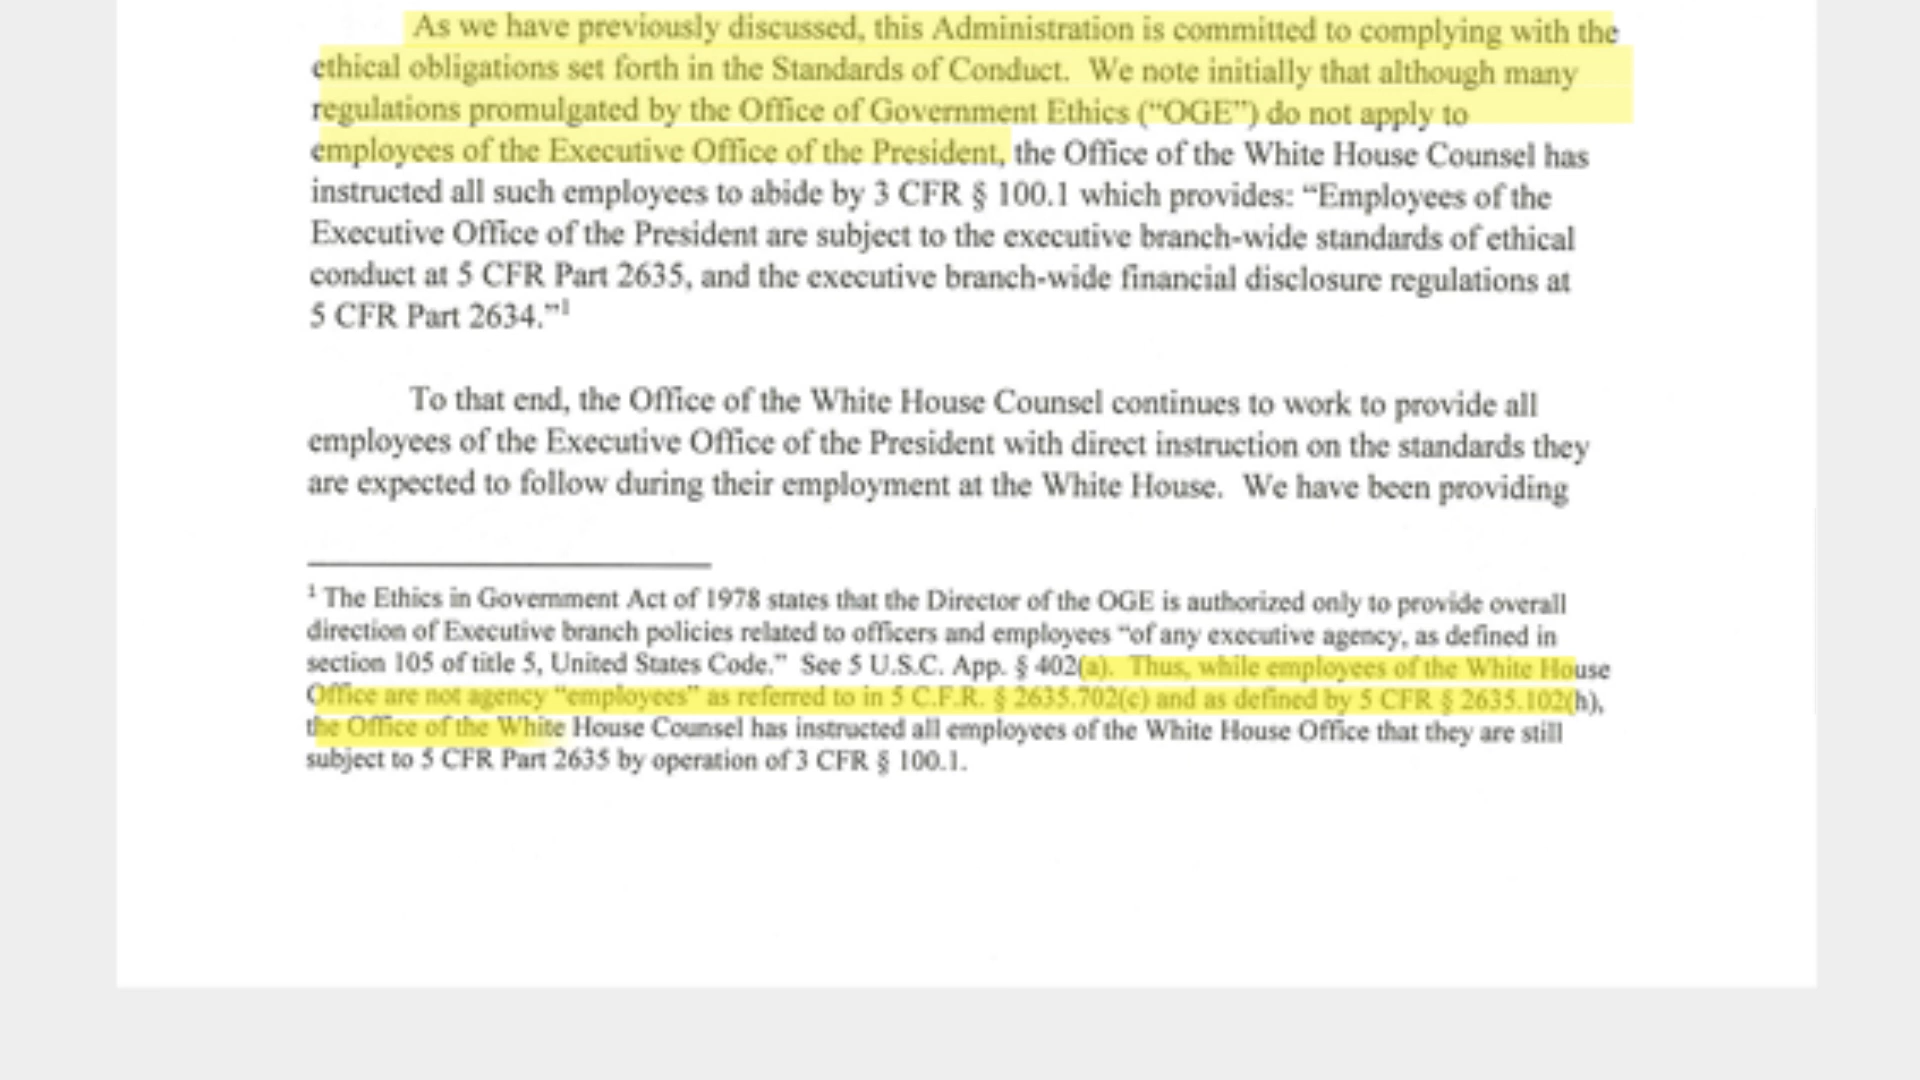 As we have previously discussed, this Administration is committed to complying with the
ethical obligations set forth in the Standards of Conduct. We note initially that although many
regulations promulgated by the Office of Government Ethics (“OGE”) do not apply to
employees of the Executive Office of the President, the Office of the White House Counsel has
instructed all such employees to abide by 3 CFR § 100.1 which provides: “Employees of the
Executive Office of the President are subject to the executive branch-wide standards of ethical
conduct at 5 CFR Part 2635, and the executive branch-wide financial disclosure regulations at
5 CFR Part 2634.”1
To that end, the Office of the White House Counsel continues to work to provide all
employees of the Executive Office of the President with direct instruction on the standards they
are expected to follow during their employment at the White House. We have been providing
1 The Ethics in Government Act of 1978 states that the Director of the OGE is authorized only to provide overall
direction of Executive branch policies related to officers and employees “of any executive agency, as defined in
section 105 of title 5, United States Code.” See 5 U.S.C. App. § 402(a). Thus, while employees of the White House
Office are not agency “employees” as referred to in 5 C.F.R. § 2635.702(c) and as defined by 5 CFR § 2635.102(h),
the Office of the White House Counsel has instructed all employees of the White House Office that they are still
subject to 5 CFR Part 2635 by operation of 3 CFR § 100.1.